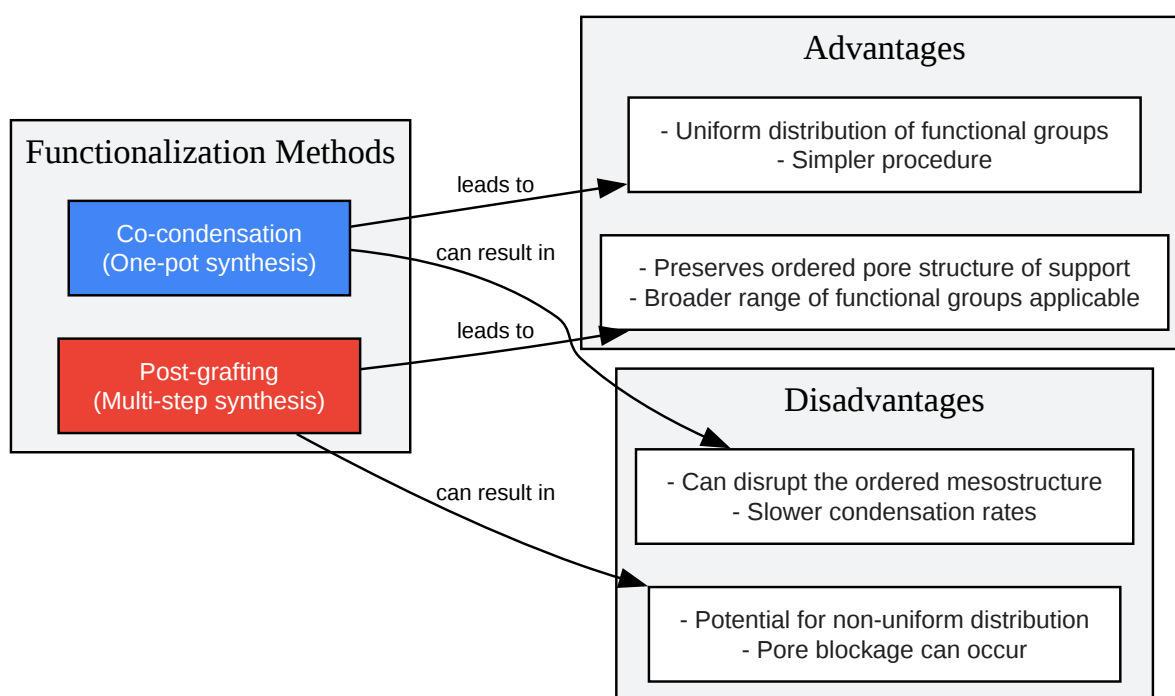 Functionalization Methods
Co-condensation
(One-pot synthesis)
Post-grafting
(Multi-step synthesis)
leads to
can result in
leads to
can result in
Advantages
- Uniform distribution of functional groups
- Simpler procedure
- Preserves ordered pore structure of support
- Broader range of functional groups applicable
Disadvantages
- Can disrupt the ordered mesostructure
- Slower condensation rates
- Potential for non-uniform distribution
- Pore blockage can occur